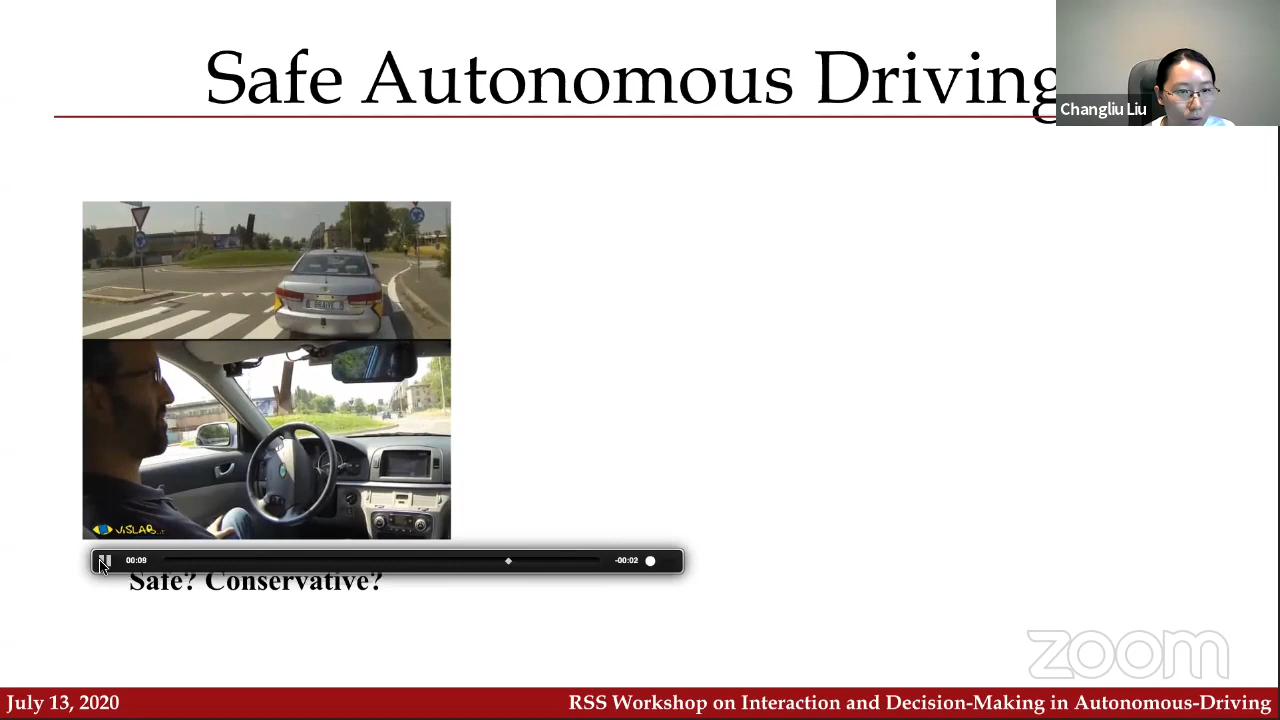 Safe Autonomous Driving
Changliu Liu
VISLAB.it
00:09
-00:02
Safe? Conservative?
zoom
July 13, 2020
RSS Workshop on Interaction and Decision-Making in Autonomous-Driving